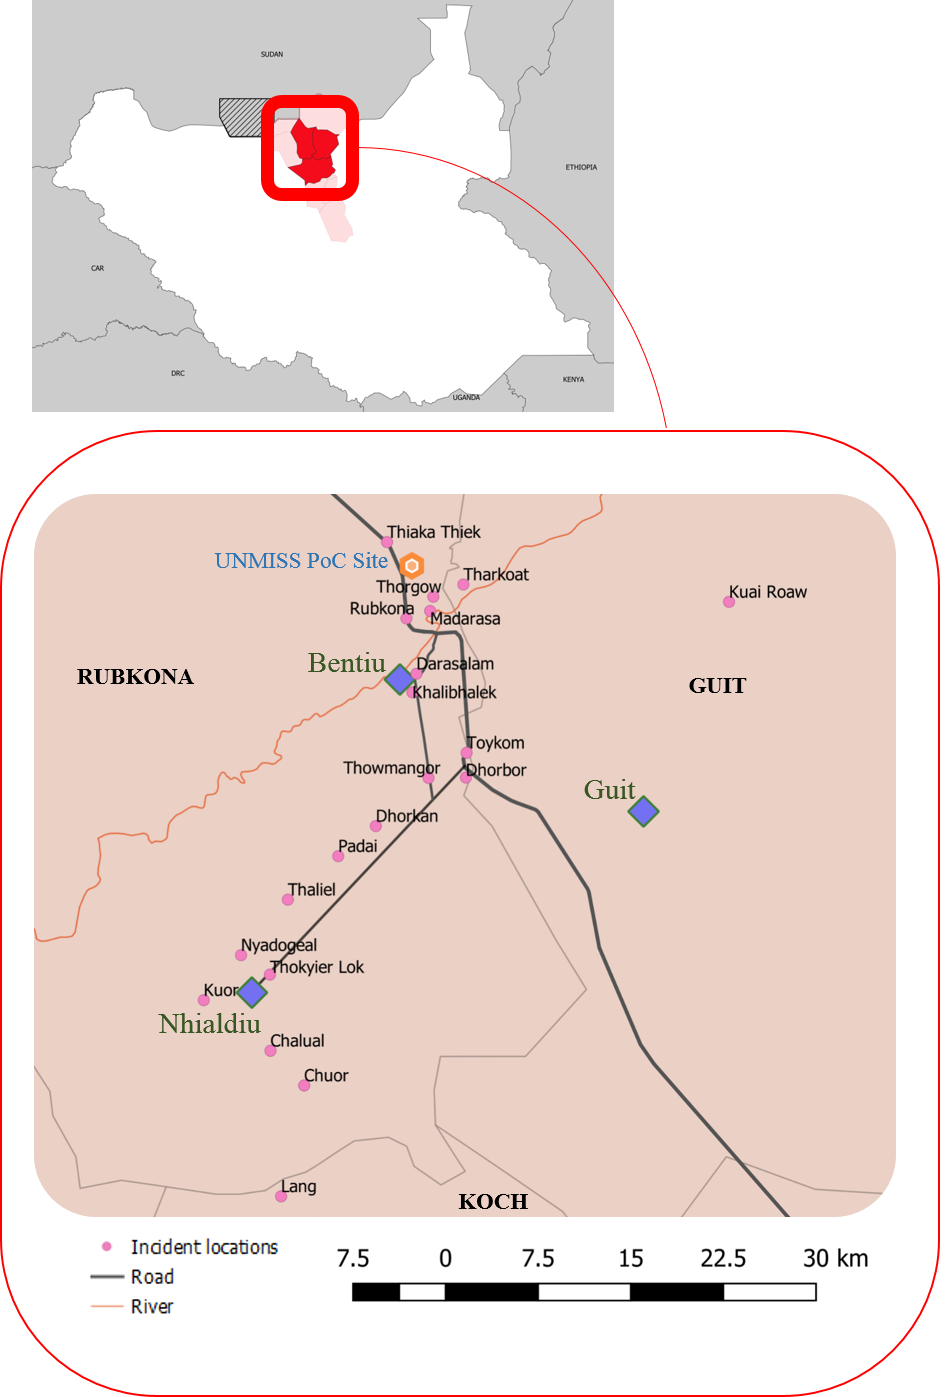 SUDAN
ETHIOPIA
CAR
DRC
KENYA
UGANDA
Thiaka Thiek
UNMISS PoC Site
Tharkoat
Thorgow
Kuai Roaw
Rubkona
Madarasa
Bentiu
Darasalam
RUBKONA
GUIT
Khalibhalek
Toykom
Thowmangor
Dhorbor
Guit
Dhorkan
Padai
Thaliel
Nyadogeal
Thokyier Lok
Kuor
Nhialdiu
Chalual
Chuor
Lang
KOCH
Incident locations
Road
River
7.5 0 7.5 15 22.5 30 km